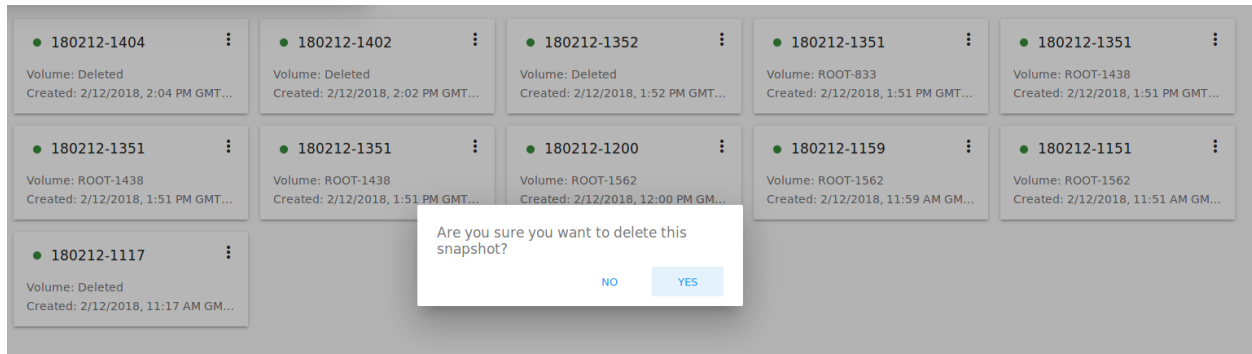 180212-1404
Volume: Deleted
Created: 2/12/2018, 2:04 PM GMT...
180212-1402
Volume: Deleted
Created: 2/12/2018, 2:02 PM GMT...
180212-1352
Volume: Deleted
Created: 2/12/2018, 1:52 PM GMT...
180212-1351
Volume: ROOT-833
Created: 2/12/2018, 1:51 PM GMT...
180212-1351
Volume: ROOT-1438
Created: 2/12/2018, 1:51 PM GMT...
180212-1351
Volume: ROOT-1438
Created: 2/12/2018, 1:51 PM GMT...
180212-1351
Volume: ROOT-1438
Created: 2/12/2018, 1:51 PM GMT...
180212-1200
Volume: ROOT-1562
Created: 2/12/2018, 12:00 PM GM...
180212-1159
Volume: ROOT-1562
Created: 2/12/2018, 11:59 AM GM...
180212-1151
Volume: ROOT-1562
Created: 2/12/2018, 11:51 AM GM...
180212-1117
Volume: Deleted
Created: 2/12/2018, 11:17 AM GM...
Are you sure you want to delete this
snapshot?
NO YES